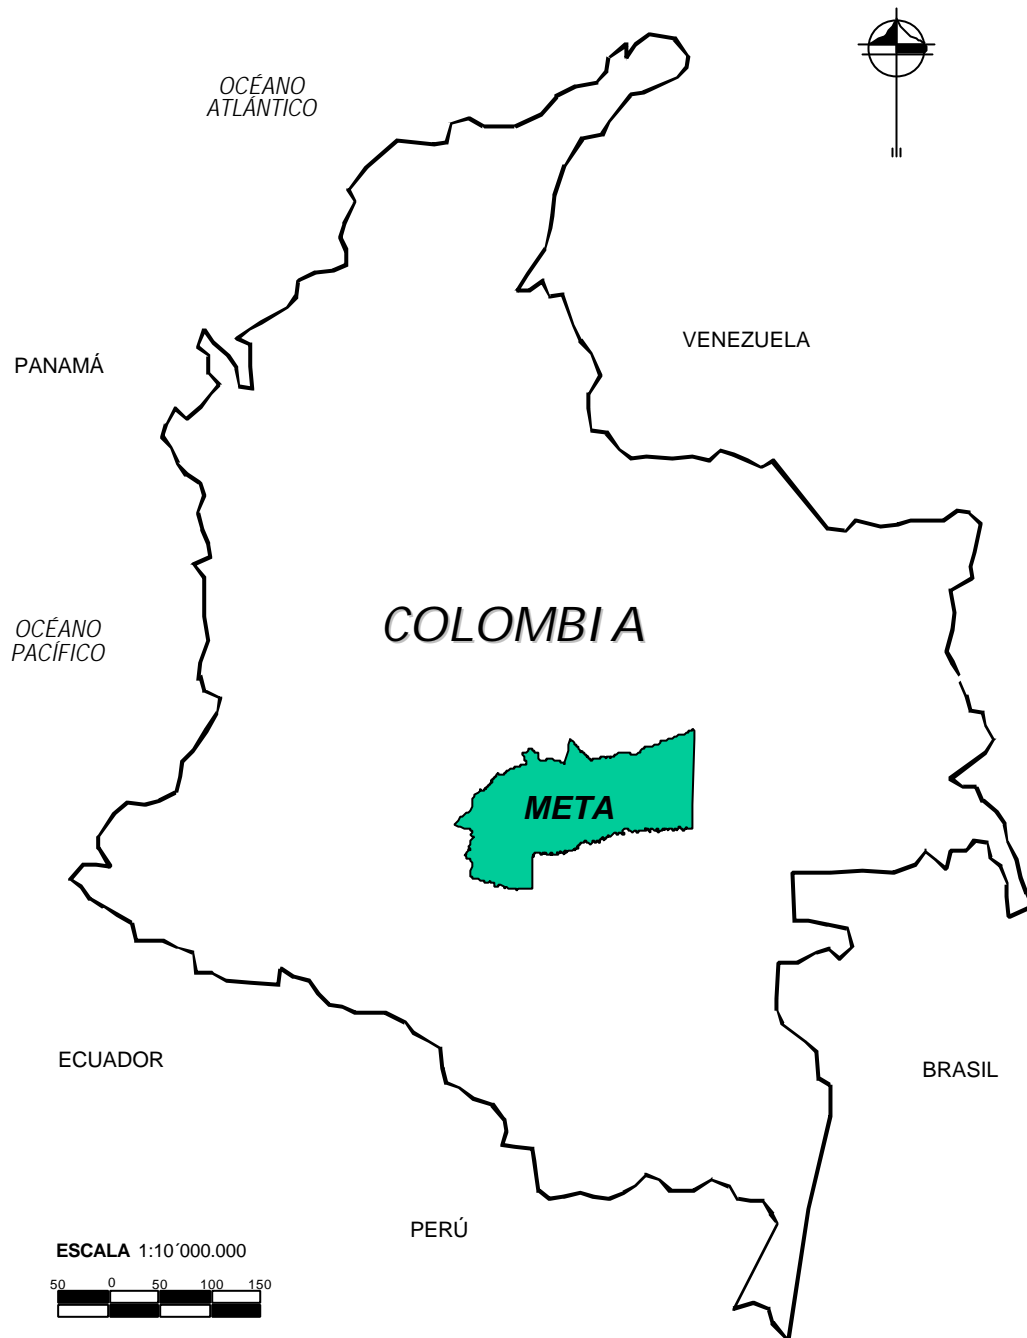 OCÉANO
ATLÁNTICO
VENEZUELA
PANAMÁ
COLOMBIA
OCÉANO
PACÍFICO
META
ECUADOR
BRASIL
PERÚ
ESCALA 1:10´000.000
50 0 50 100 150